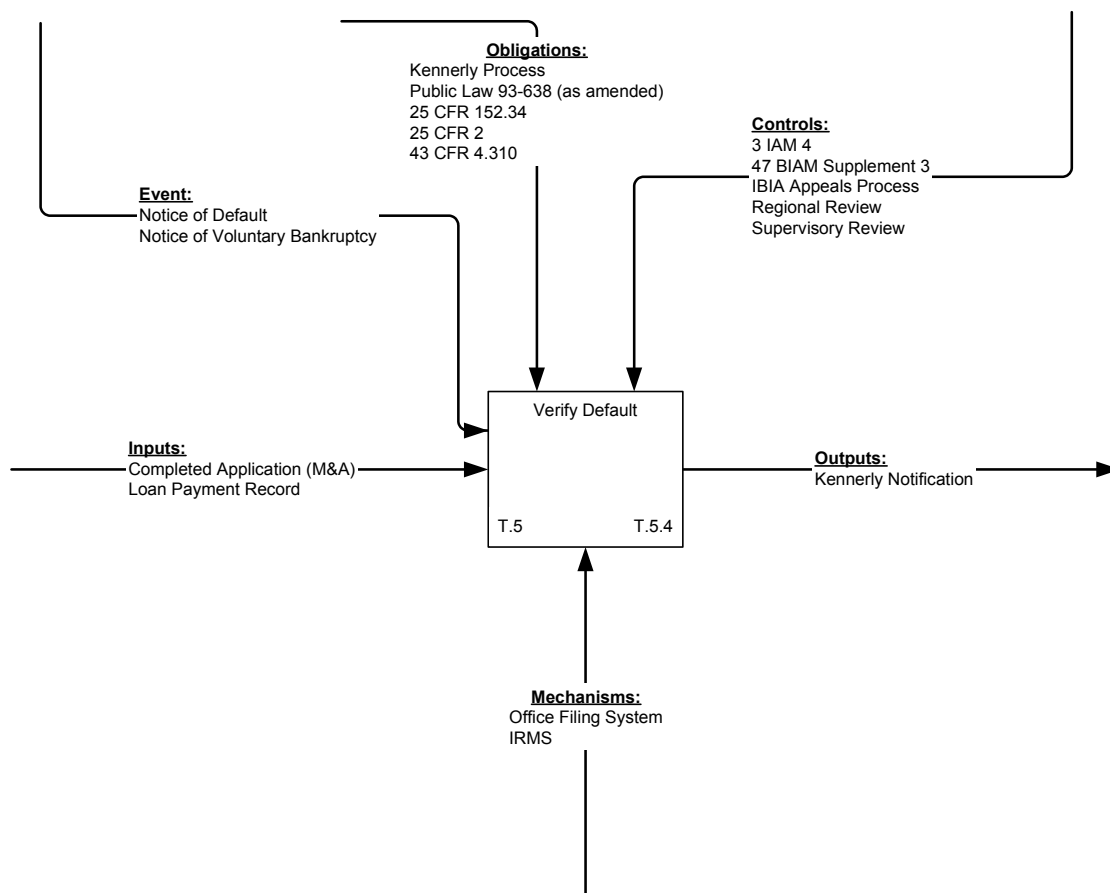 Obligations:
Kennerly Process
Public Law 93-638 (as amended)
25 CFR 152.34
25 CFR 2
43 CFR 4.310
Controls:
3 IAM 4
47 BIAM Supplement 3
IBIA Appeals Process
Regional Review
Supervisory Review
Event:
Notice of Default
Notice of Voluntary Bankruptcy
Verify Default
T.5 T.5.4
Inputs:
Completed Application (M&A)
Loan Payment Record
Outputs:
Kennerly Notification
Mechanisms:
Office Filing System
IRMS